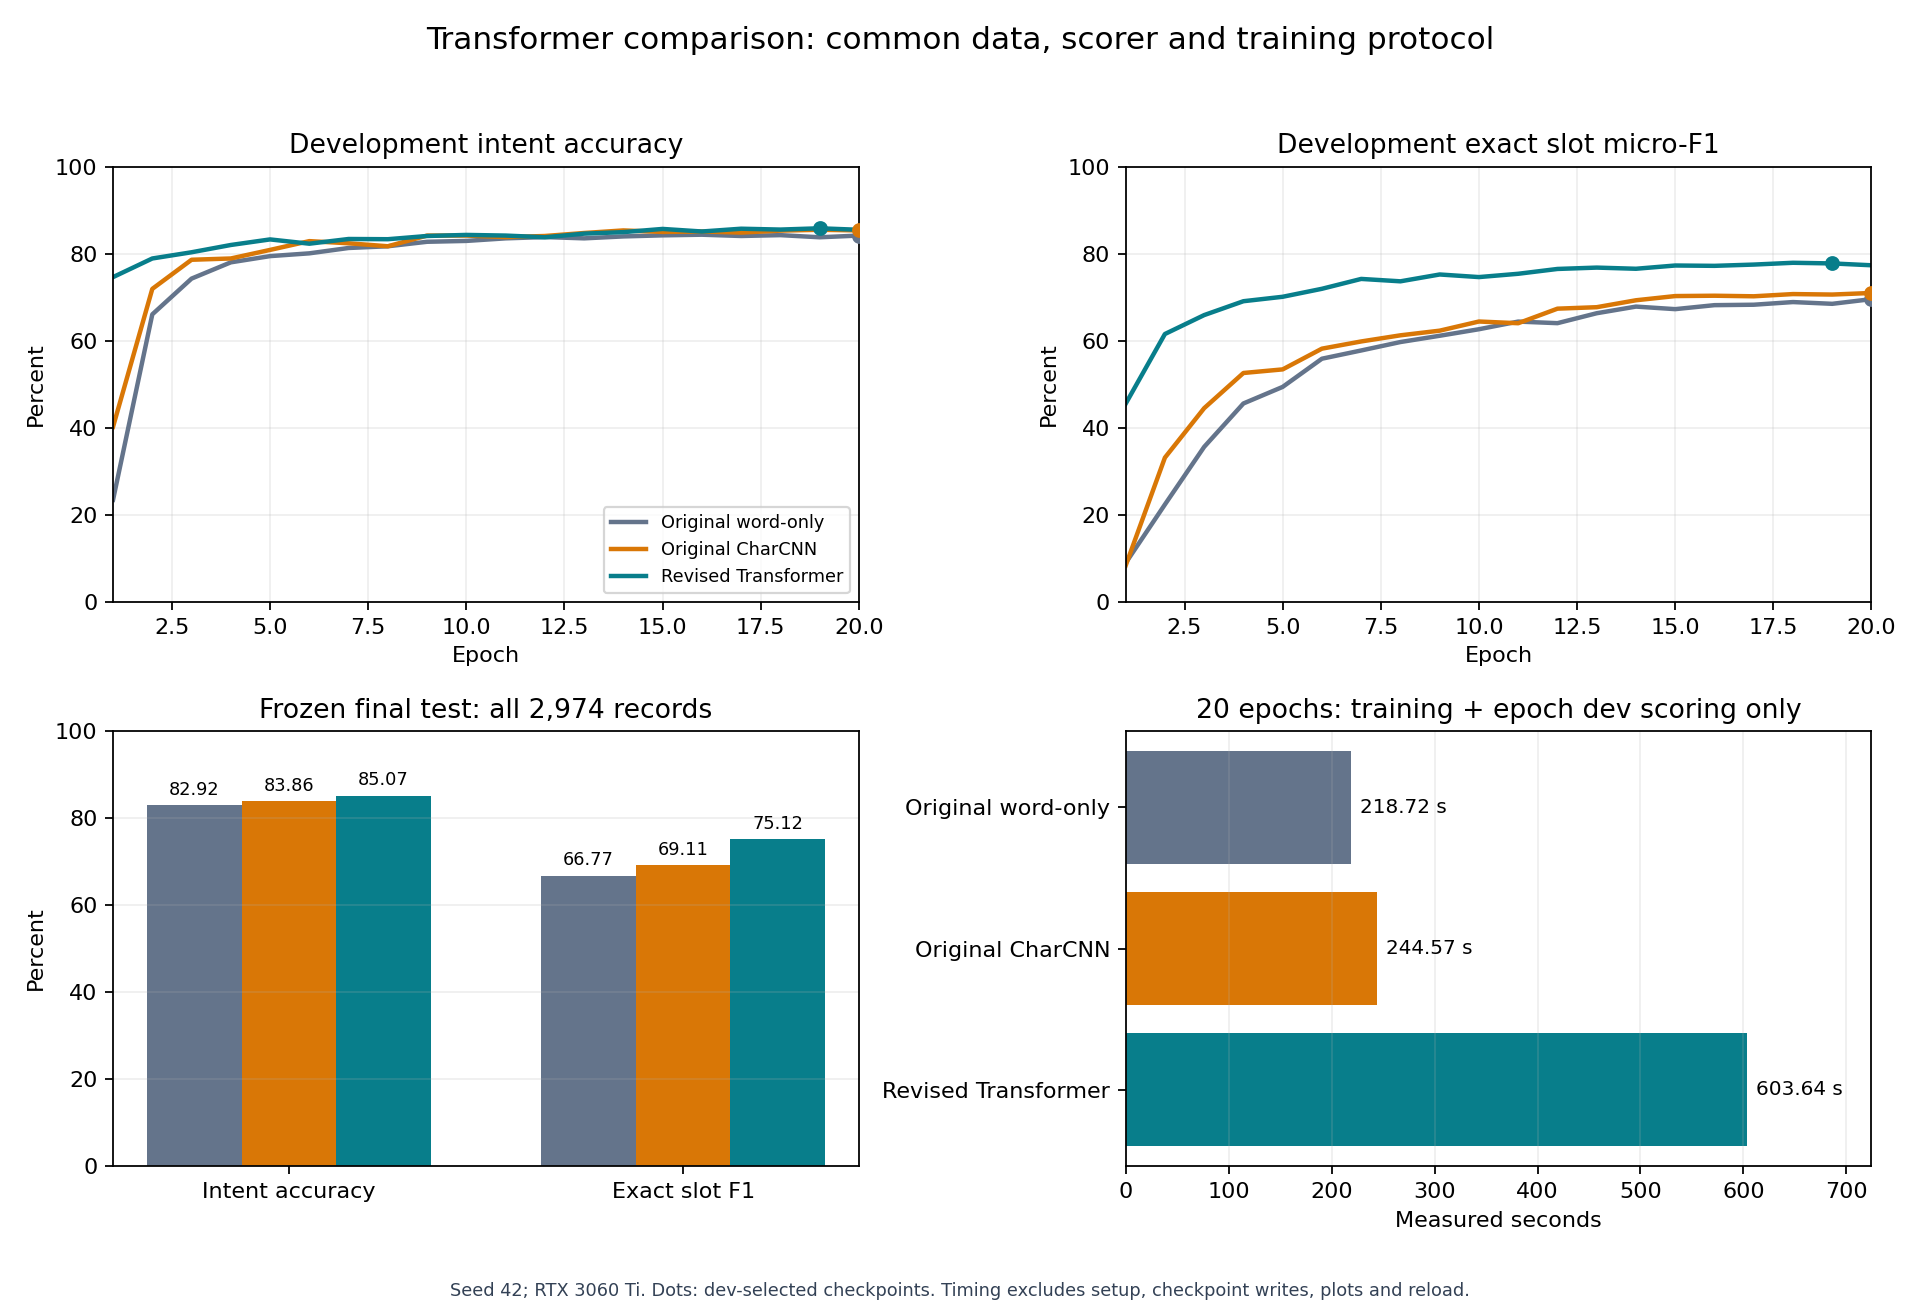 Transformer comparison: common data, scorer and training protocol
Development intent accuracy
100
80
60
40
20
0
Percent
2.5 5.0 7.5 10.0 12.5 15.0 17.5 20.0
Epoch
Original word-only
Original CharCNN
Revised Transformer
Development exact slot micro-F1
100
80
60
40
20
0
Percent
2.5 5.0 7.5 10.0 12.5 15.0 17.5 20.0
Epoch
Frozen final test: all 2,974 records
100
80
60
40
20
0
Percent
82.92 83.86 85.07
66.77 69.11 75.12
Intent accuracy Exact slot F1
20 epochs: training + epoch dev scoring only
Original word-only 218.72 s
Original CharCNN 244.57 s
Revised Transformer 603.64 s
0 100 200 300 400 500 600 700
Measured seconds
Seed 42; RTX 3060 Ti. Dots: dev-selected checkpoints. Timing excludes setup, checkpoint writes, plots and reload.